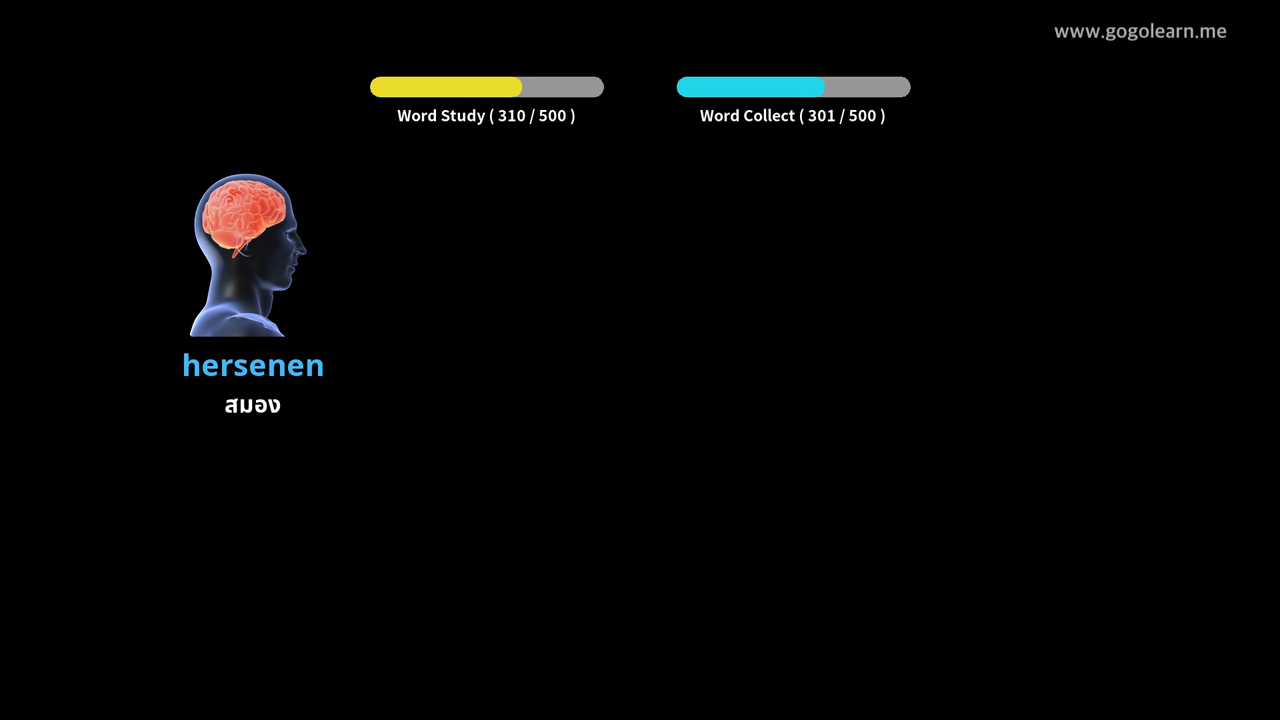 www.gogolearn.me
Word Study ( 310 / 500 )
Word Collect ( 301 / 500 )
hersenen
สมอง